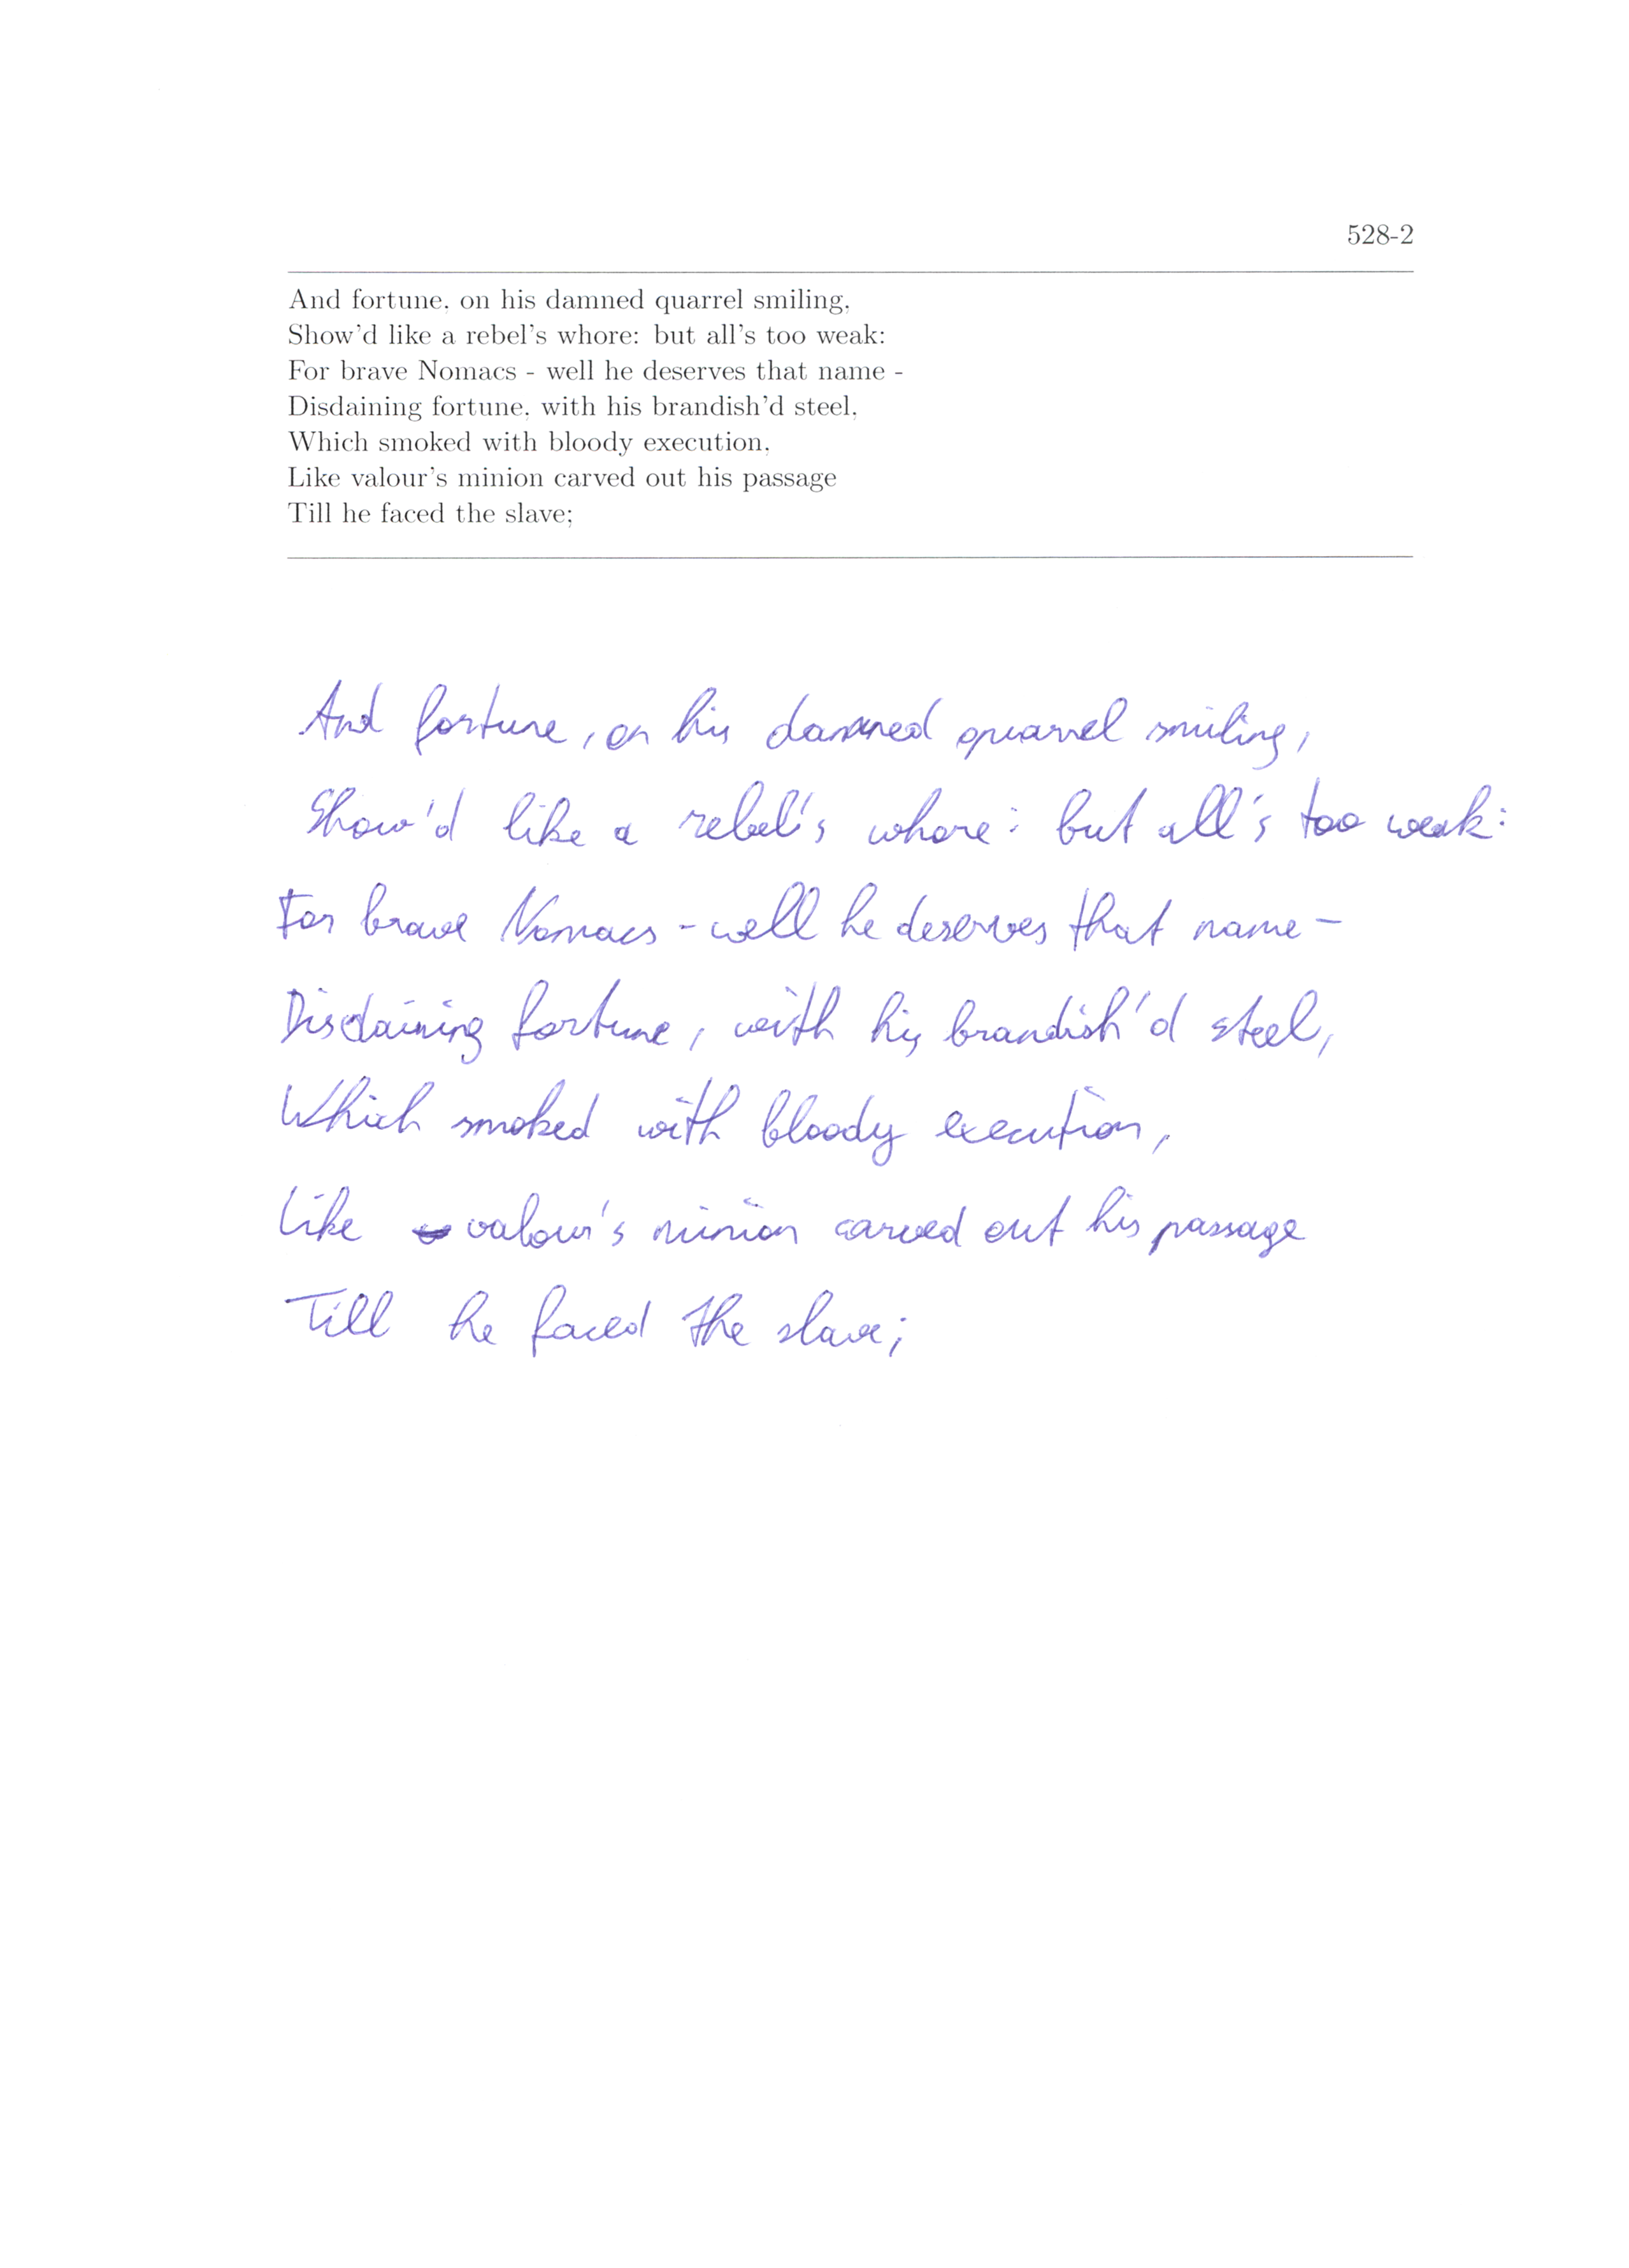 528-2
And fortune, on his damned quarrel smiling,
Show'd like a rebel's whore: but all's too weak:
For brave Nomacs - well he deserves that name -
Disdaining fortune, with his brandish'd steel,
Which smoked with bloody execution,
Like valour's minion carved out his passage
Till he faced the slave;
And fortune, on his damned quarrel smiling,
Show'd like a rebel's whore: but all's too weak:
For brave Nomacs - well he deserves that name -
Disdaining fortune, with his brandish'd steel,
Which smoked with bloody execution,
Like valour's minion carved out his passage
Till he faced the slave;